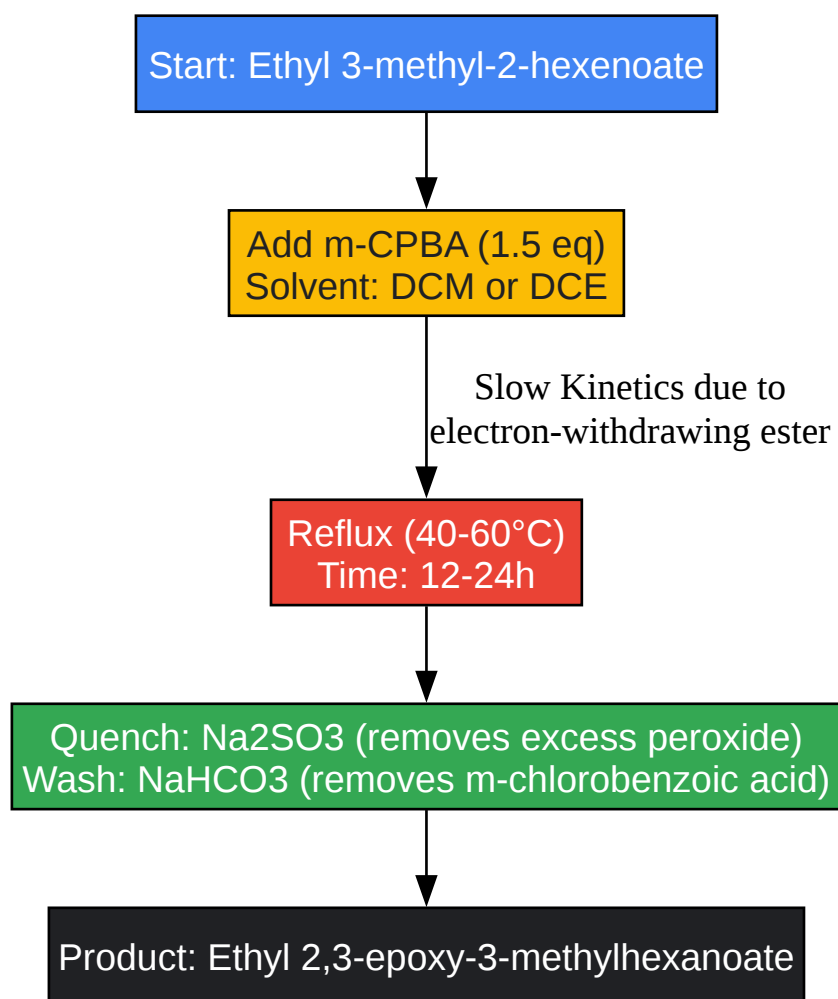 Start: Ethyl 3-methyl-2-hexenoate
Add m-CPBA (1.5 eq)
Solvent: DCM or DCE
Slow Kinetics due to
electron-withdrawing ester
Reflux (40-60°C)
Time: 12-24h
Quench: Na2SO3 (removes excess peroxide)
Wash: NaHCO3 (removes m-chlorobenzoic acid)
Product: Ethyl 2,3-epoxy-3-methylhexanoate